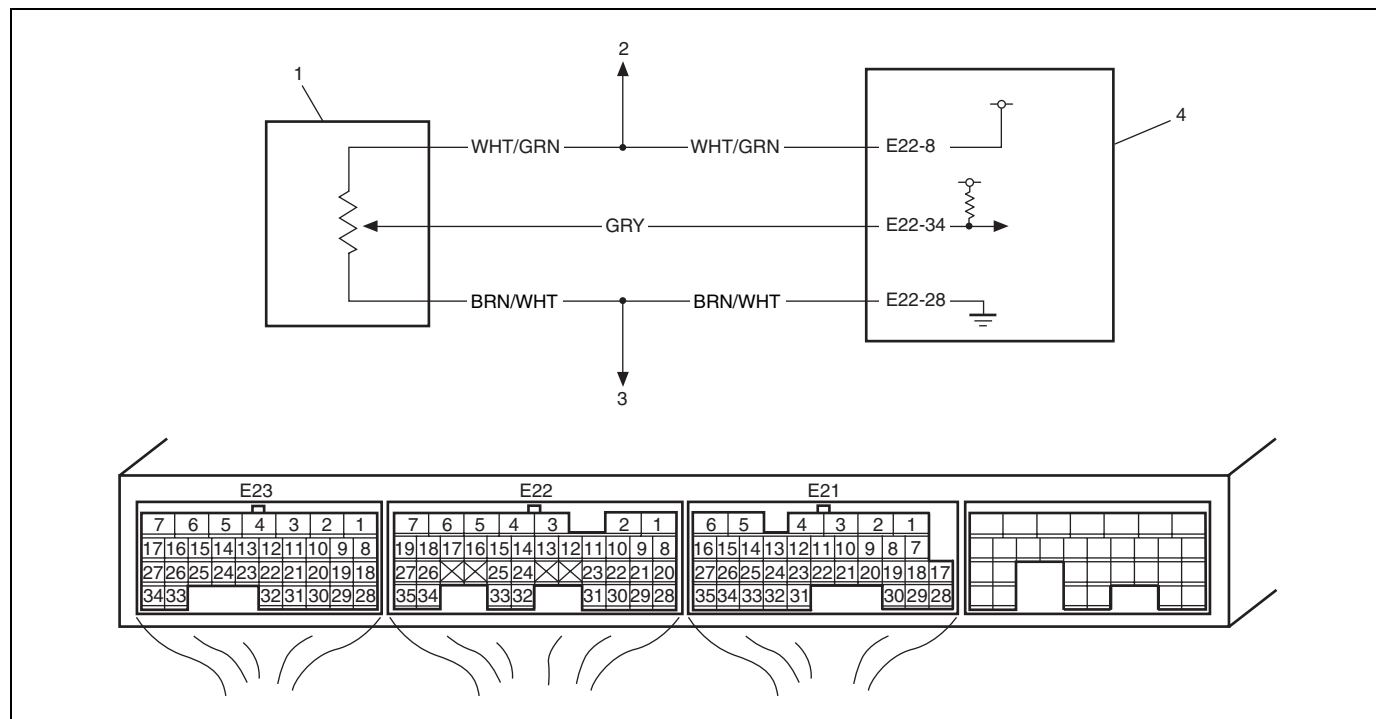 2
1
4
WHT/GRN WHT/GRN E22-8
GRY E22-34
BRN/WHT BRN/WHT E22-28
3
E23 E22 E21
7 6 5 4 3 2 1 7 6 5 4 3 2 1 6 5 4 3 2 1
17 16 15 14 13 12 11 10 9 8 19 18 17 16 15 14 13 12 11 10 9 8 16 15 14 13 12 11 10 9 8 7
27 26 25 24 23 22 21 20 19 18 27 26 25 24 23 22 21 20 27 26 25 24 23 22 21 20 19 18 17
34 33 32 31 30 29 28 35 34 33 32 31 30 29 28 35 34 33 32 31 30 29 28